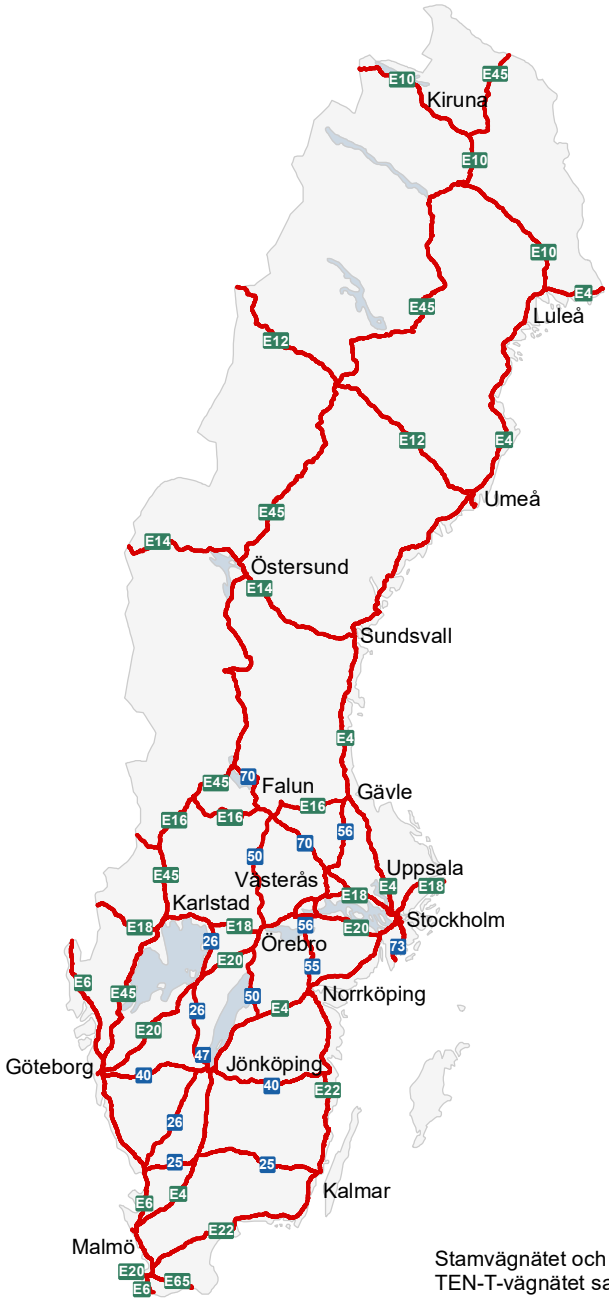 E45
E10
Kiruna
E10
E10
E4
E45
Luleå
E12
E12
E4
Umeå
E45
E14
Östersund
E14
Sundsvall
E4
70
E45
Falun
Gävle
E16
E16
E16
56
70
50
Uppsala
E45
Västerås
E4
E18
E18
Karlstad
Stockholm
E18
E18
56
E20
26
Örebro
73
E20
55
E6
E45
50
Norrköping
26
E4
E20
47
Göteborg
Jönköping
40
40
E22
26
25
25
Kalmar
E4
E6
E22
Malmö
E20
E65
E6
Stamvägnätet och
TEN-T-vägnätet sa